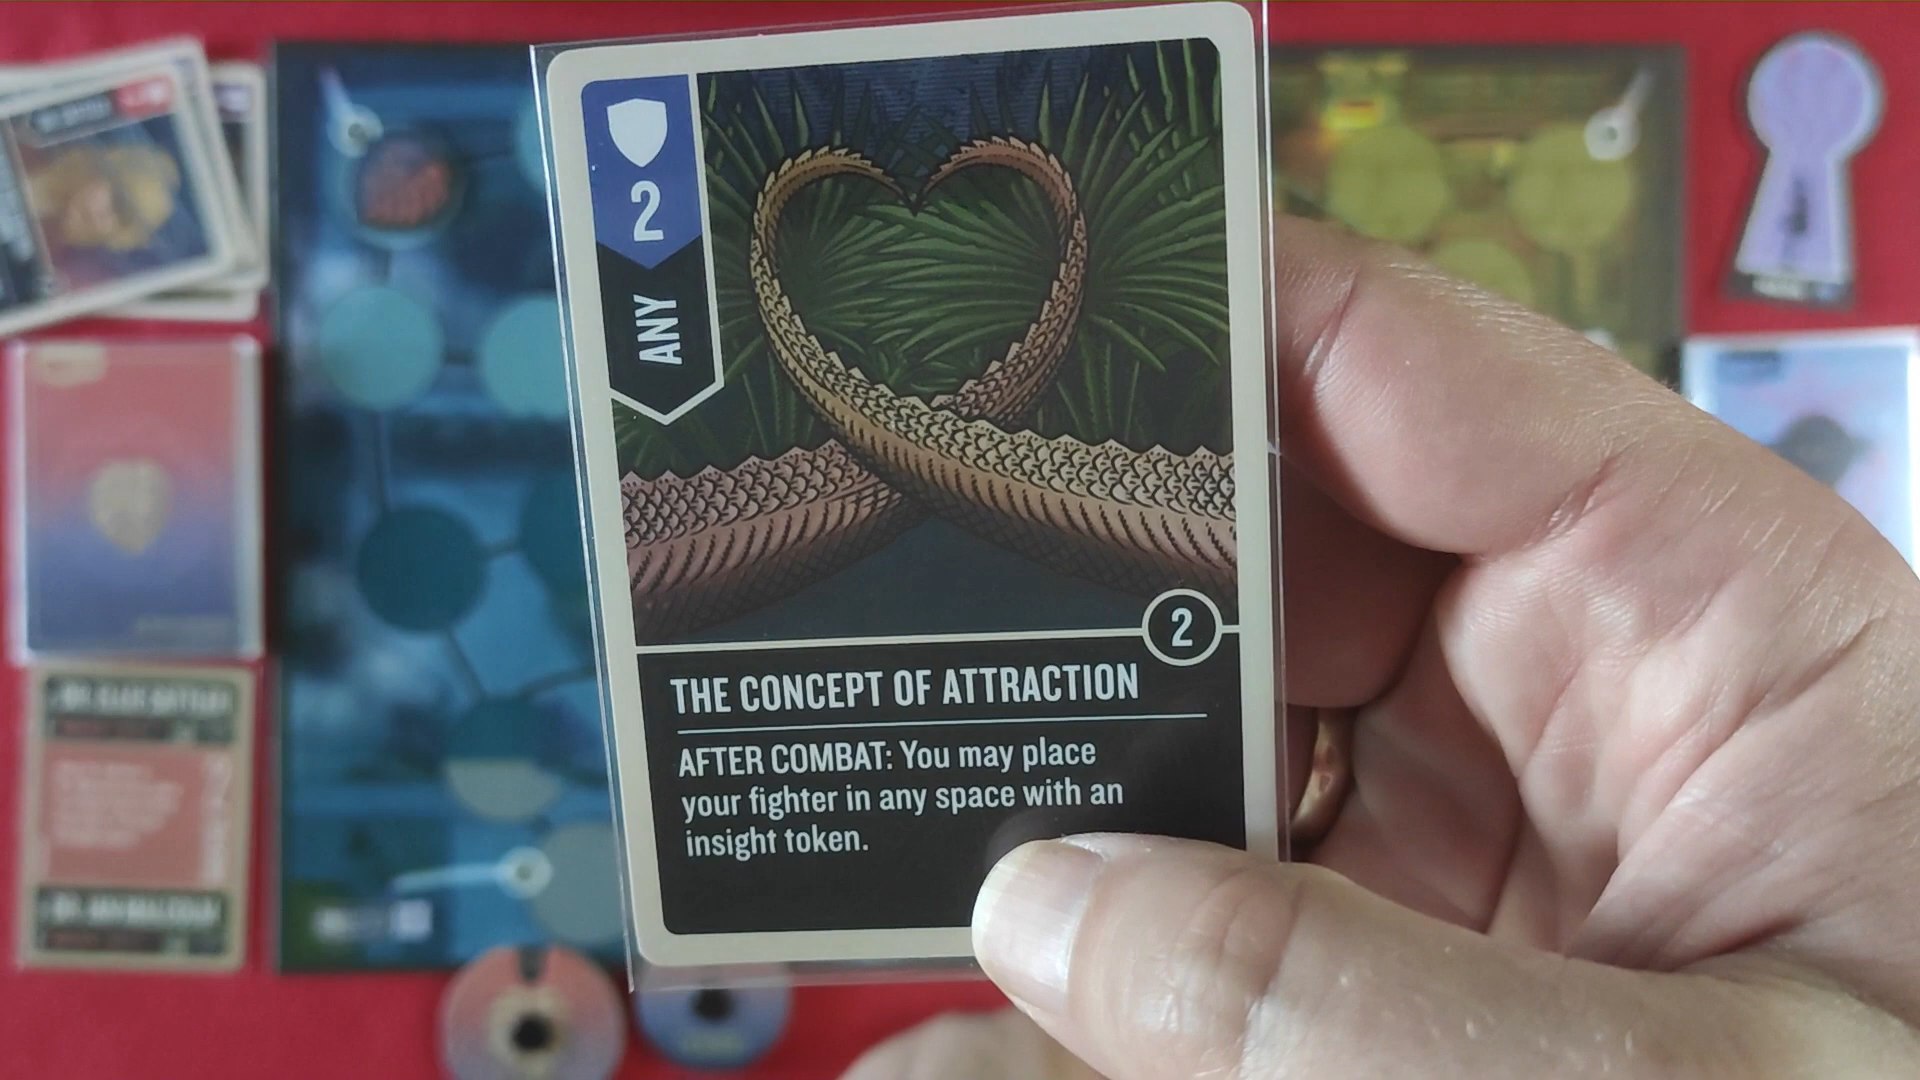 2
ANY
2
THE CONCEPT OF ATTRACTION
AFTER COMBAT: You may place
your fighter in any space with an
insight token.